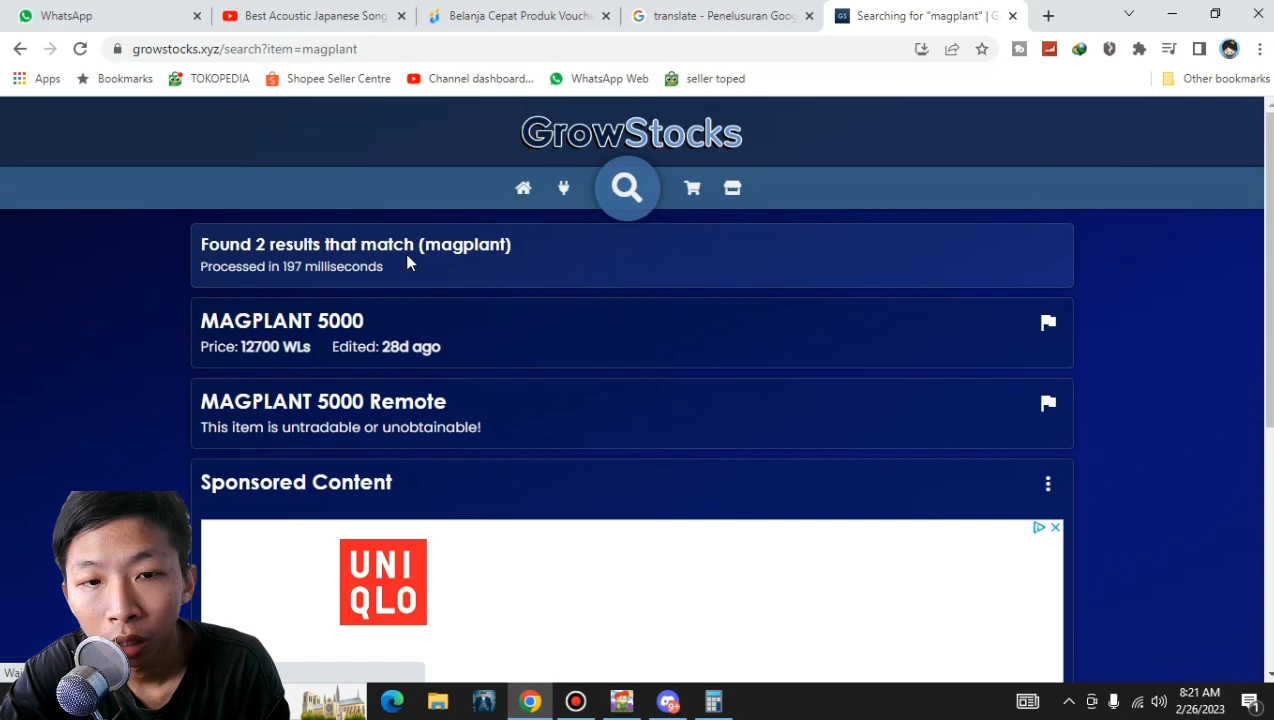 WhatsApp
Best Acoustic Japanese Song
Belanja Cepat Produk Vouche
translate - Penelusuran Goog
Searching for "magplant" | G
growstocks.xyz/search?item=magplant
Apps
Bookmarks
TOKOPEDIA
Shopee Seller Centre
Channel dashboard...
WhatsApp Web
seller toped
Other bookmarks
GrowStocks
Found 2 results that match (magplant)
Processed in 197 milliseconds
MAGPLANT 5000
Price: 12700 WLs Edited: 28d ago
MAGPLANT 5000 Remote
This item is untradable or unobtainable!
Sponsored Content
UNI
QLO
Wai
8:21 AM
2/26/2023